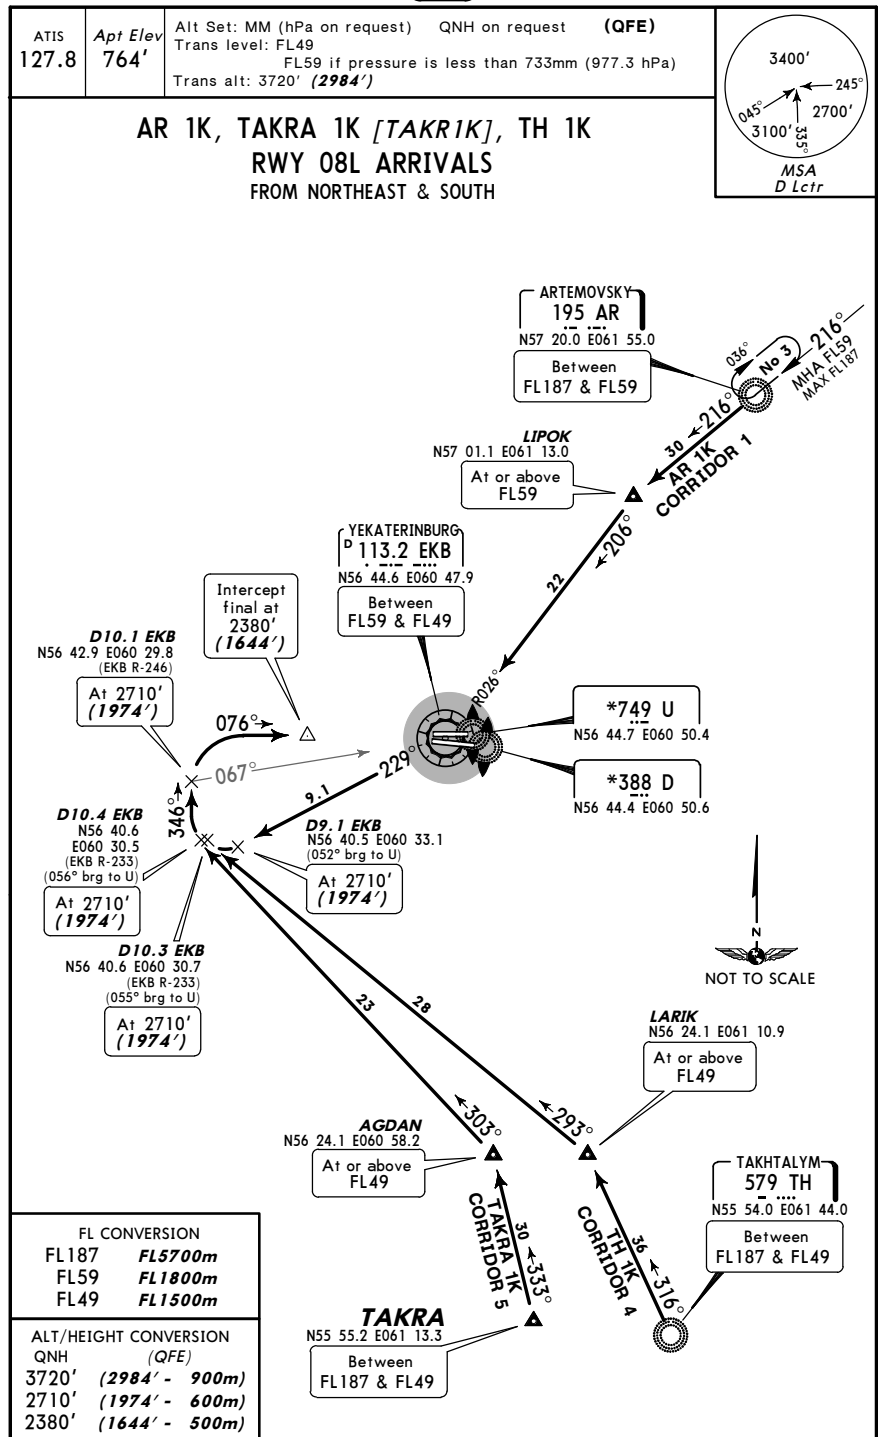 ATIS
127.8
Apt Elev
764'
Alt Set: MM (hPa on request) QNH on request (QFE)
Trans level: FL49
FL59 if pressure is less than 733mm (977.3 hPa)
Trans alt: 3720' (2984')
3400'
245°
045°
2700'
3100'
335°
MSA
D Lctr
AR 1K, TAKRA 1K [TAKR1K], TH 1K
RWY 08L ARRIVALS
FROM NORTHEAST & SOUTH
ARTEMOVSKY
195 AR
N57 20.0 E061 55.0
Between
FL187 & FL59
036°
No 3
216°
MHA FL59
MAX FL187
216°
30
AR 1K
CORRIDOR 1
LIPOK
N57 01.1 E061 13.0
At or above
FL59
206°
22
YEKATERINBURG
D 113.2 EKB
N56 44.6 E060 47.9
Between
FL59 & FL49
R026°
Intercept
final at
2380'
(1644')
D10.1 EKB
N56 42.9 E060 29.8
(EKB R-246)
At 2710'
(1974')
076°
067°
229°
9.1
346°
*749 U
N56 44.7 E060 50.4
*388 D
N56 44.4 E060 50.6
D10.4 EKB
N56 40.6
E060 30.5
(EKB R-233)
(056° brg to U)
At 2710'
(1974')
D9.1 EKB
N56 40.5 E060 33.1
(052° brg to U)
At 2710'
(1974')
D10.3 EKB
N56 40.6 E060 30.7
(EKB R-233)
(055° brg to U)
At 2710'
(1974')
N
NOT TO SCALE
23
28
LARIK
N56 24.1 E061 10.9
At or above
FL49
303°
293°
AGDAN
N56 24.1 E060 58.2
At or above
FL49
TAKHTALYM
579 TH
N55 54.0 E061 44.0
Between
FL187 & FL49
30
333°
TAKRA 1K
CORRIDOR 5
36
316°
TH 1K
CORRIDOR 4
TAKRA
N55 55.2 E061 13.3
Between
FL187 & FL49
FL CONVERSION
FL187 FL5700m
FL59 FL1800m
FL49 FL1500m
ALT/HEIGHT CONVERSION
QNH (QFE)
3720' (2984' - 900m)
2710' (1974' - 600m)
2380' (1644' - 500m)